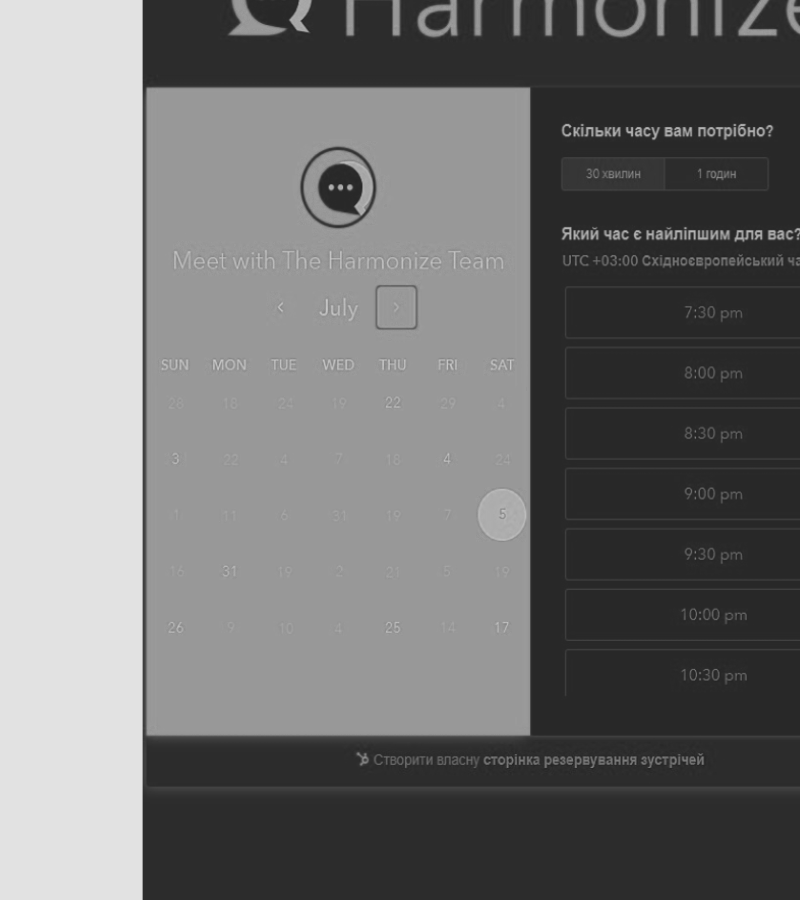 Harmonize
Meet with The Harmonize Team
July
SUN MON TUE WED THU FRI SAT
28 18 24 19 22 29 4
3 22 4 7 18 4 24
1 11 6 31 19 7 5
16 31 19 2 21 5 19
26 9 10 4 25 14 17
Скільки часу вам потрібно?
30 хвилин 1 годин
Який час є найліпшим для вас?
UTC +03:00 Східноєвропейський
7:30 pm
8:00 pm
8:30 pm
9:00 pm
9:30 pm
10:00 pm
10:30 pm
Створити власну сторінка резервування зустрічей